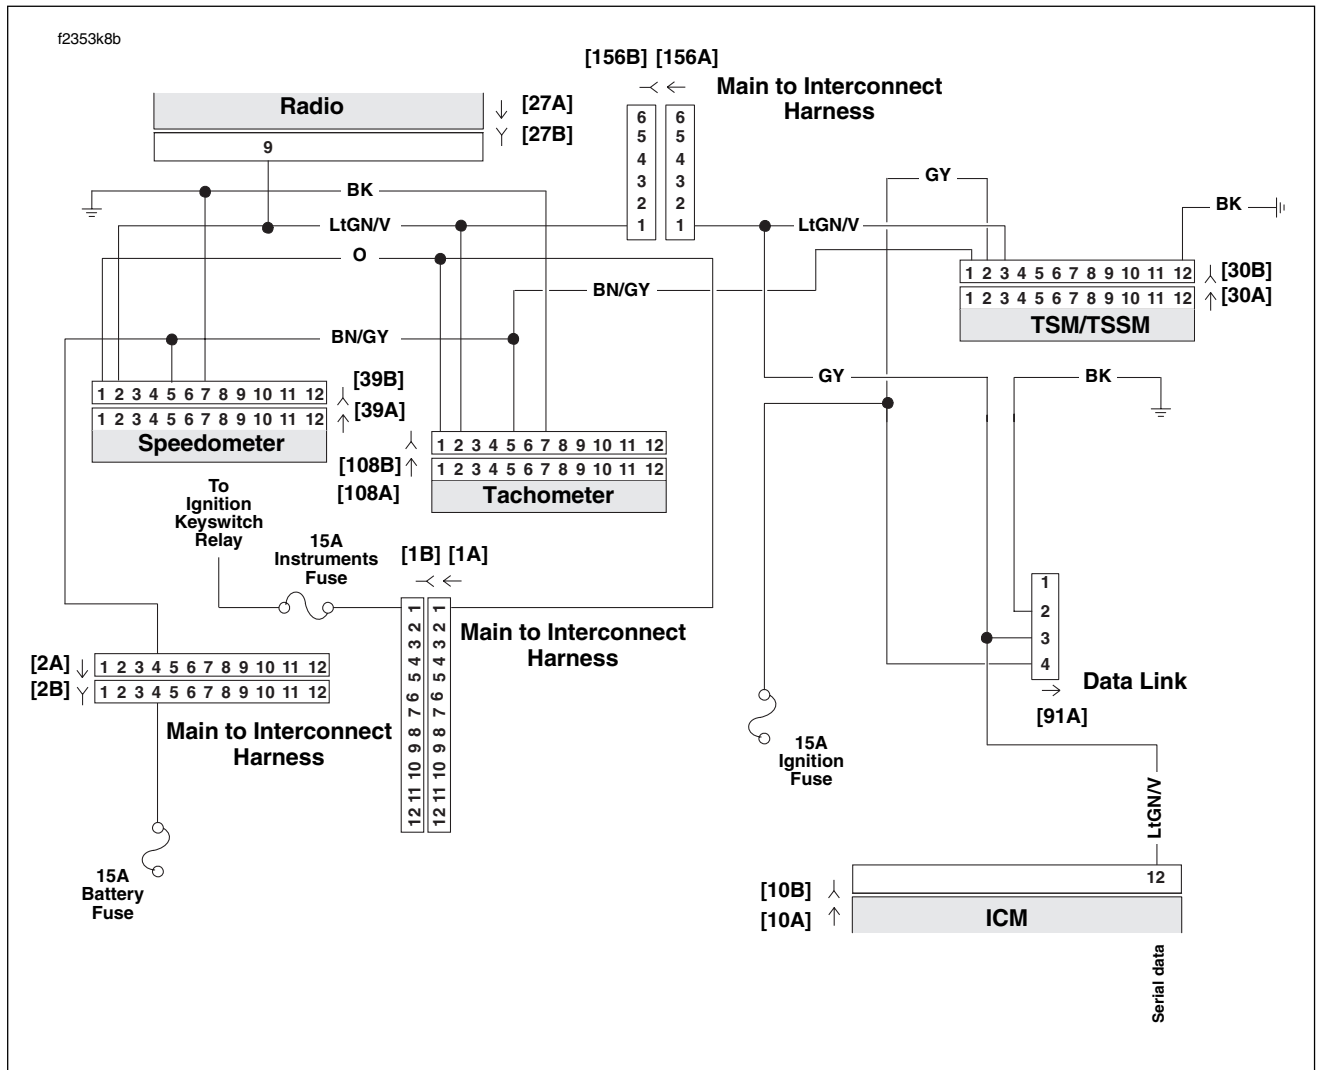 f2353k8b
[156B] [156A]
Main to Interconnect
Harness
Radio
[27A]
[27B]
9
6 6
5 5
4 4
3 3
2 2
1 1
BK
LtGN/V
O
BN/GY
BN/GY
GY
LtGN/V
BK
1 2 3 4 5 6 7 8 9 10 11 12
[30B]
1 2 3 4 5 6 7 8 9 10 11 12
[30A]
TSM/TSSM
1 2 3 4 5 6 7 8 9 10 11 12
[39B]
1 2 3 4 5 6 7 8 9 10 11 12
[39A]
Speedometer
GY
BK
1 2 3 4 5 6 7 8 9 10 11 12
[108B]
1 2 3 4 5 6 7 8 9 10 11 12
[108A]
Tachometer
To
Ignition
Keyswitch
Relay
15A
Instruments
Fuse
[1B] [1A]
1 2 3 4 5 6 7 8 9 10 11 12
1 2 3 4 5 6 7 8 9 10 11 12
Main to Interconnect
Harness
[2A]
1 2 3 4 5 6 7 8 9 10 11 12
[2B]
1 2 3 4 5 6 7 8 9 10 11 12
Main to Interconnect
Harness
15A
Battery
Fuse
1
2
3
4
Data Link
[91A]
15A
Ignition
Fuse
LtGN/V
12
[10B]
[10A]
ICM
Serial data